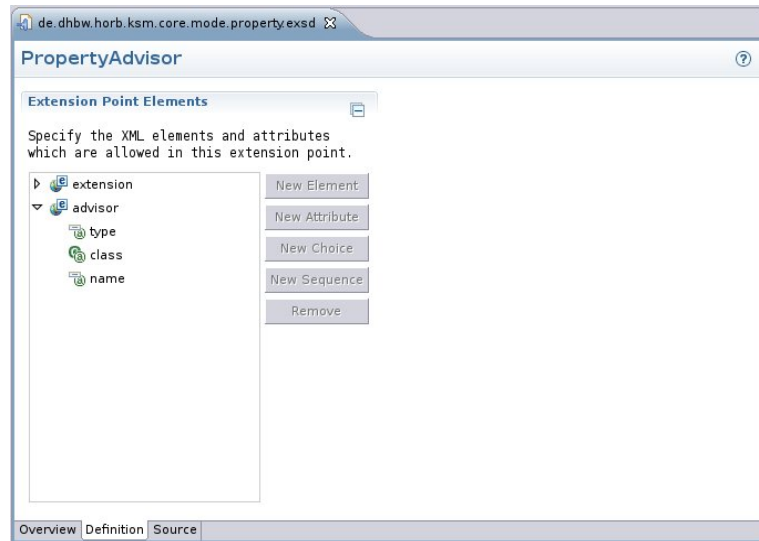 de.dhbw.horb.ksm.core.mode.property.exsd
PropertyAdvisor
?
Extension Point Elements
Specify the XML elements and attributes
which are allowed in this extension point.
extension
advisor
type
class
name
New Element
New Attribute
New Choice
New Sequence
Remove
Overview Definition Source